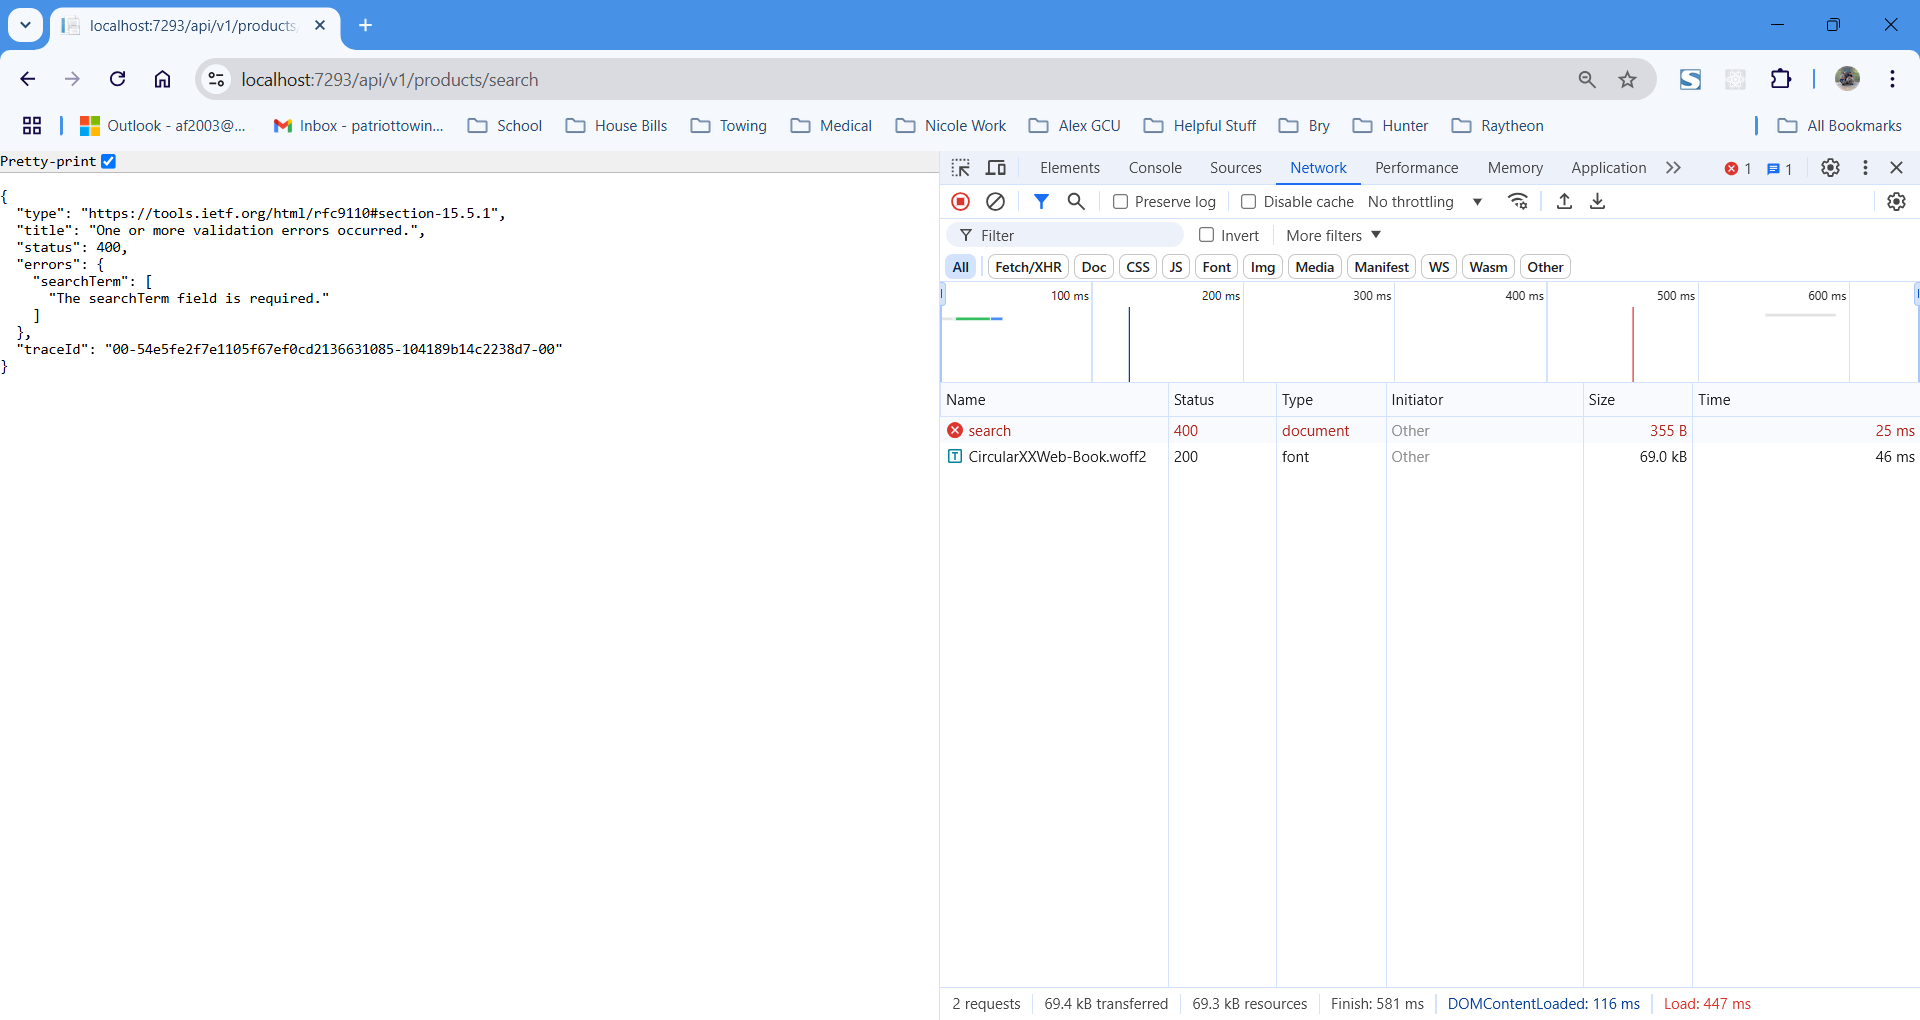 localhost:7293/api/v1/products
localhost:7293/api/v1/products/search
Outlook - af2003@... Inbox - patriottowin... School House Bills Towing Medical Nicole Work Alex GCU Helpful Stuff Bry Hunter Raytheon All Bookmarks
Pretty-print
{
  "type": "https://tools.ietf.org/html/rfc9110#section-15.5.1",
  "title": "One or more validation errors occurred.",
  "status": 400,
  "errors": {
    "searchTerm": [
      "The searchTerm field is required."
    ]
  },
  "traceId": "00-54e5fe2f7e1105f67ef0cd2136631085-104189b14c2238d7-00"
}
Elements Console Sources Network Performance Memory Application 1 1
Preserve log Disable cache No throttling
Filter Invert More filters
All Fetch/XHR Doc CSS JS Font Img Media Manifest WS Wasm Other
100 ms 200 ms 300 ms 400 ms 500 ms 600 ms
Name Status Type Initiator Size Time
search 400 document Other 355 B 25 ms
CircularXXWeb-Book.woff2 200 font Other 69.0 kB 46 ms
2 requests 69.4 kB transferred 69.3 kB resources Finish: 581 ms DOMContentLoaded: 116 ms Load: 447 ms